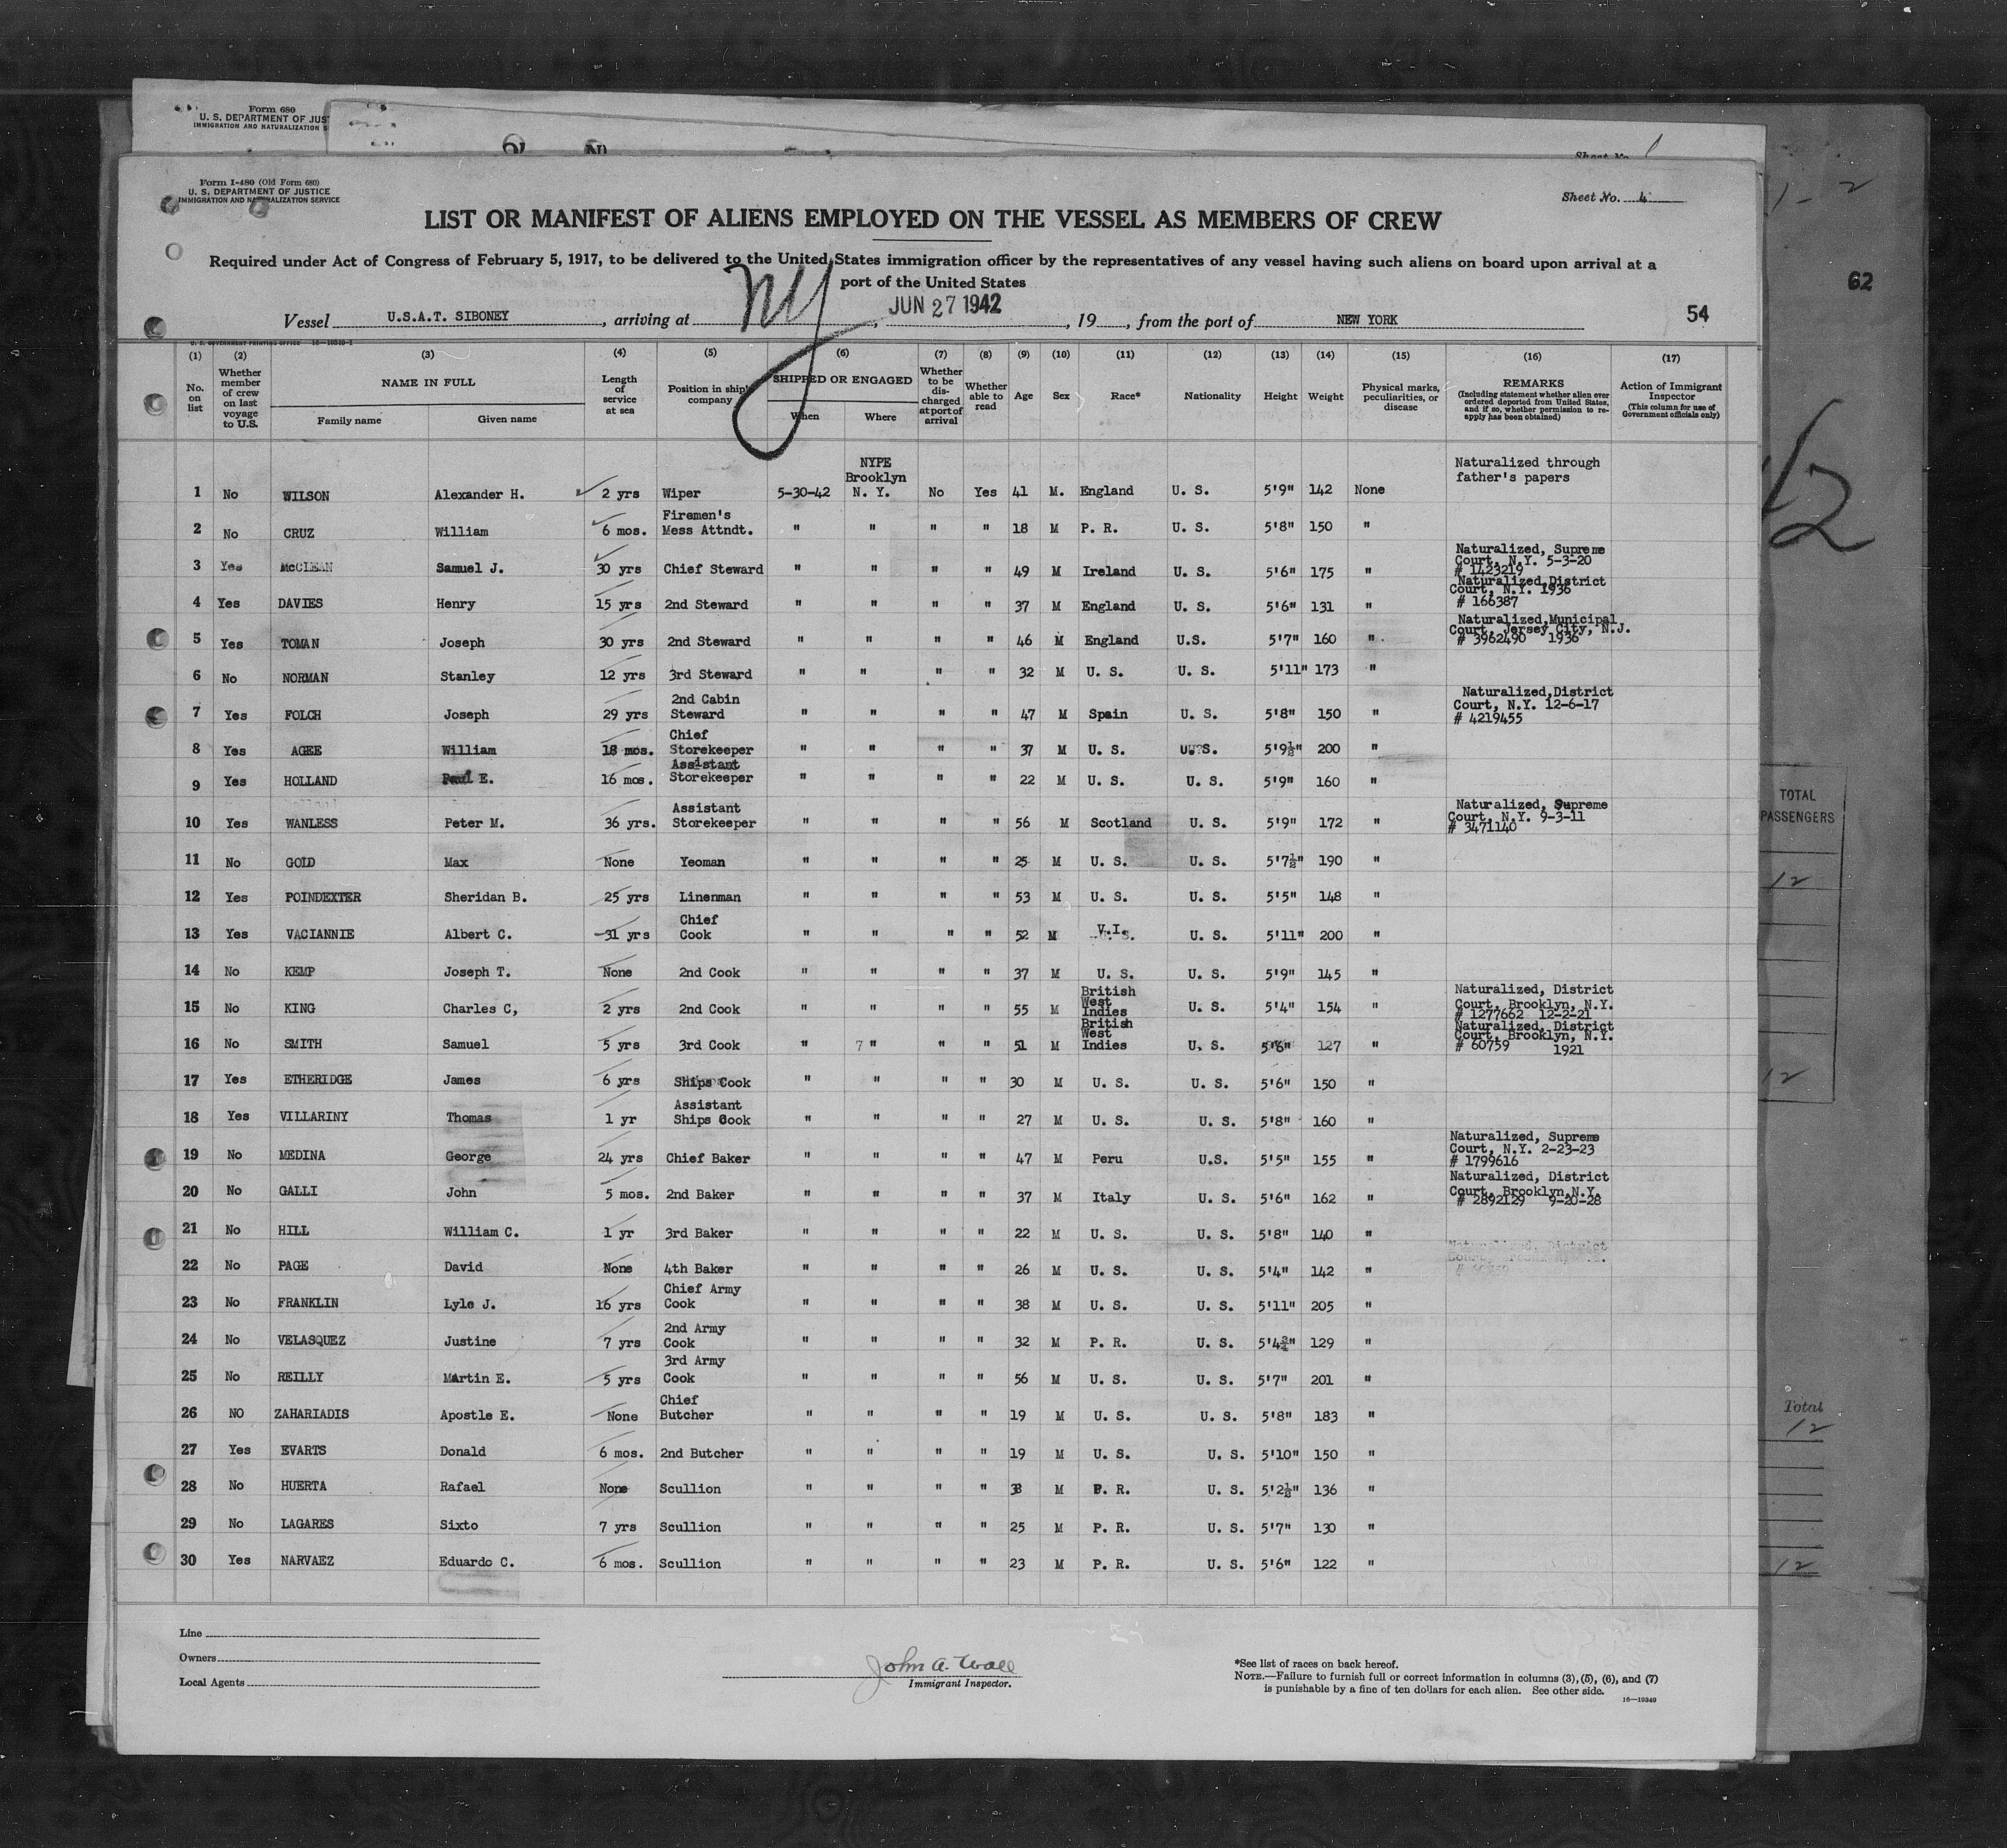 Form 680
U. S. DEPARTMENT OF JUS
IMMIGRATION AND NATURALIZATION S
Form I-480 (Old Form 680)
U. S. DEPARTMENT OF JUSTICE
IMMIGRATION AND NATURALIZATION SERVICE
Sheet No. 4
LIST OR MANIFEST OF ALIENS EMPLOYED ON THE VESSEL AS MEMBERS OF CREW
Required under Act of Congress of February 5, 1917, to be delivered to the United States immigration officer by the representatives of any vessel having such aliens on board upon arrival at a
port of the United States
62
Vessel U.S.A.T. SIBONEY, arriving at NY, JUN 27 1942, 19, from the port of NEW YORK 54
U. S. GOVERNMENT PRINTING OFFICE 16—19349-1
(1) (2) (3) (4) (5) (6) (7) (8) (9) (10) (11) (12) (13) (14) (15) (16) (17)
No. on list Whether member of crew on last voyage to U.S. NAME IN FULL Family name Given name Length of service at sea Position in ship's company SHIPPED OR ENGAGED When Where Whether to be discharged at port of arrival Whether able to read Age Sex Race* Nationality Height Weight Physical marks, peculiarities, or disease REMARKS (Including statement whether alien ever ordered deported from United States, and if so, whether permission to re-apply has been obtained) Action of Immigrant Inspector (This column for use of Government officials only)
1 No WILSON Alexander H. 2 yrs Wiper 5-30-42 NYPE Brooklyn N. Y. No Yes 41 M. England U. S. 5'9" 142 None Naturalized through father's papers
2 No CRUZ William 6 mos. Firemen's Mess Attndt. " " " " 18 M P. R. U. S. 5'8" 150 "
3 Yes McCLEAN Samuel J. 30 yrs Chief Steward " " " " 49 M Ireland U. S. 5'6" 175 " Naturalized, Supreme Court, N.Y. 5-3-20 # 1423219
4 Yes DAVIES Henry 15 yrs 2nd Steward " " " " 37 M England U. S. 5'6" 131 " Naturalized, District Court, N.Y. 1936 # 166387
5 Yes TOMAN Joseph 30 yrs 2nd Steward " " " " 46 M England U.S. 5'7" 160 " Naturalized, Municipal Court, Jersey City, N.J. # 3962490 1936
6 No NORMAN Stanley 12 yrs 3rd Steward " " " " 32 M U. S. U. S. 5'11" 173 "
7 Yes FOLCH Joseph 29 yrs 2nd Cabin Steward " " " " 47 M Spain U. S. 5'8" 150 " Naturalized, District Court, N.Y. 12-6-17 # 4219455
8 Yes AGEE William 18 mos. Chief Storekeeper " " " " 37 M U. S. U. S. 5'9½" 200 "
9 Yes HOLLAND Paul E. 16 mos. Assistant Storekeeper " " " " 22 M U. S. U. S. 5'9" 160 "
10 Yes WANLESS Peter M. 36 yrs. Assistant Storekeeper " " " " 56 M Scotland U. S. 5'9" 172 " Naturalized, Supreme Court, N.Y. 9-3-11 # 3471140
11 No GOLD Max None Yeoman " " " " 25 M U. S. U. S. 5'7½" 190 "
12 Yes POINDEXTER Sheridan B. 25 yrs Linenman " " " " 53 M U. S. U. S. 5'5" 148 "
13 Yes VACIANNIE Albert C. 31 yrs Chief Cook " " " " 52 M V.I. U. S. 5'11" 200 "
14 No KEMP Joseph T. None 2nd Cook " " " " 37 M U. S. U. S. 5'9" 145 "
15 No KING Charles C, 2 yrs 2nd Cook " " " " 55 M British West Indies U. S. 5'4" 154 " Naturalized, District Court, Brooklyn, N.Y. # 1277662 12-2-21
16 No SMITH Samuel 5 yrs 3rd Cook " 7 " " " 51 M British West Indies U. S. 5'6" 127 " Naturalized, District Court, Brooklyn, N.Y. # 60759 1921
17 Yes ETHERIDGE James 6 yrs Ships Cook " " " " 30 M U. S. U. S. 5'6" 150 "
18 Yes VILLARINY Thomas 1 yr Assistant Ships Cook " " " " 27 M U. S. U. S. 5'8" 160 "
19 No MEDINA George 24 yrs Chief Baker " " " " 47 M Peru U.S. 5'5" 155 " Naturalized, Supreme Court, N.Y. 2-23-23 # 1799616
20 No GALLI John 5 mos. 2nd Baker " " " " 37 M Italy U. S. 5'6" 162 " Naturalized, District Court, Brooklyn, N.Y. # 2892129 9-20-28
21 No HILL William C. 1 yr 3rd Baker " " " " 22 M U. S. U. S. 5'8" 140 "
22 No PAGE David None 4th Baker " " " " 26 M U. S. U. S. 5'4" 142 "
23 No FRANKLIN Lyle J. 16 yrs Chief Army Cook " " " " 38 M U. S. U. S. 5'11" 205 "
24 No VELASQUEZ Justine 7 yrs 2nd Army Cook " " " " 32 M P. R. U. S. 5'4¾" 129 "
25 No REILLY Martin E. 5 yrs 3rd Army Cook " " " " 56 M U. S. U. S. 5'7" 201 "
26 NO ZAHARIADIS Apostle E. None Chief Butcher " " " " 19 M U. S. U. S. 5'8" 183 "
27 Yes EVARTS Donald 6 mos. 2nd Butcher " " " " 19 M U. S. U. S. 5'10" 150 "
28 No HUERTA Rafael None Scullion " " " " 38 M P. R. U. S. 5'2½" 136 "
29 No LAGARES Sixto 7 yrs Scullion " " " " 25 M P. R. U. S. 5'7" 130 "
30 Yes NARVAEZ Eduardo C. 6 mos. Scullion " " " " 23 M P. R. U. S. 5'6" 122 "
TOTAL
PASSENGERS
12
12
Total
12
12
Line
Owners
Local Agents
John A. Wall
Immigrant Inspector.
*See list of races on back hereof.
NOTE.—Failure to furnish full or correct information in columns (3), (5), (6), and (7)
is punishable by a fine of ten dollars for each alien. See other side.
16—19349